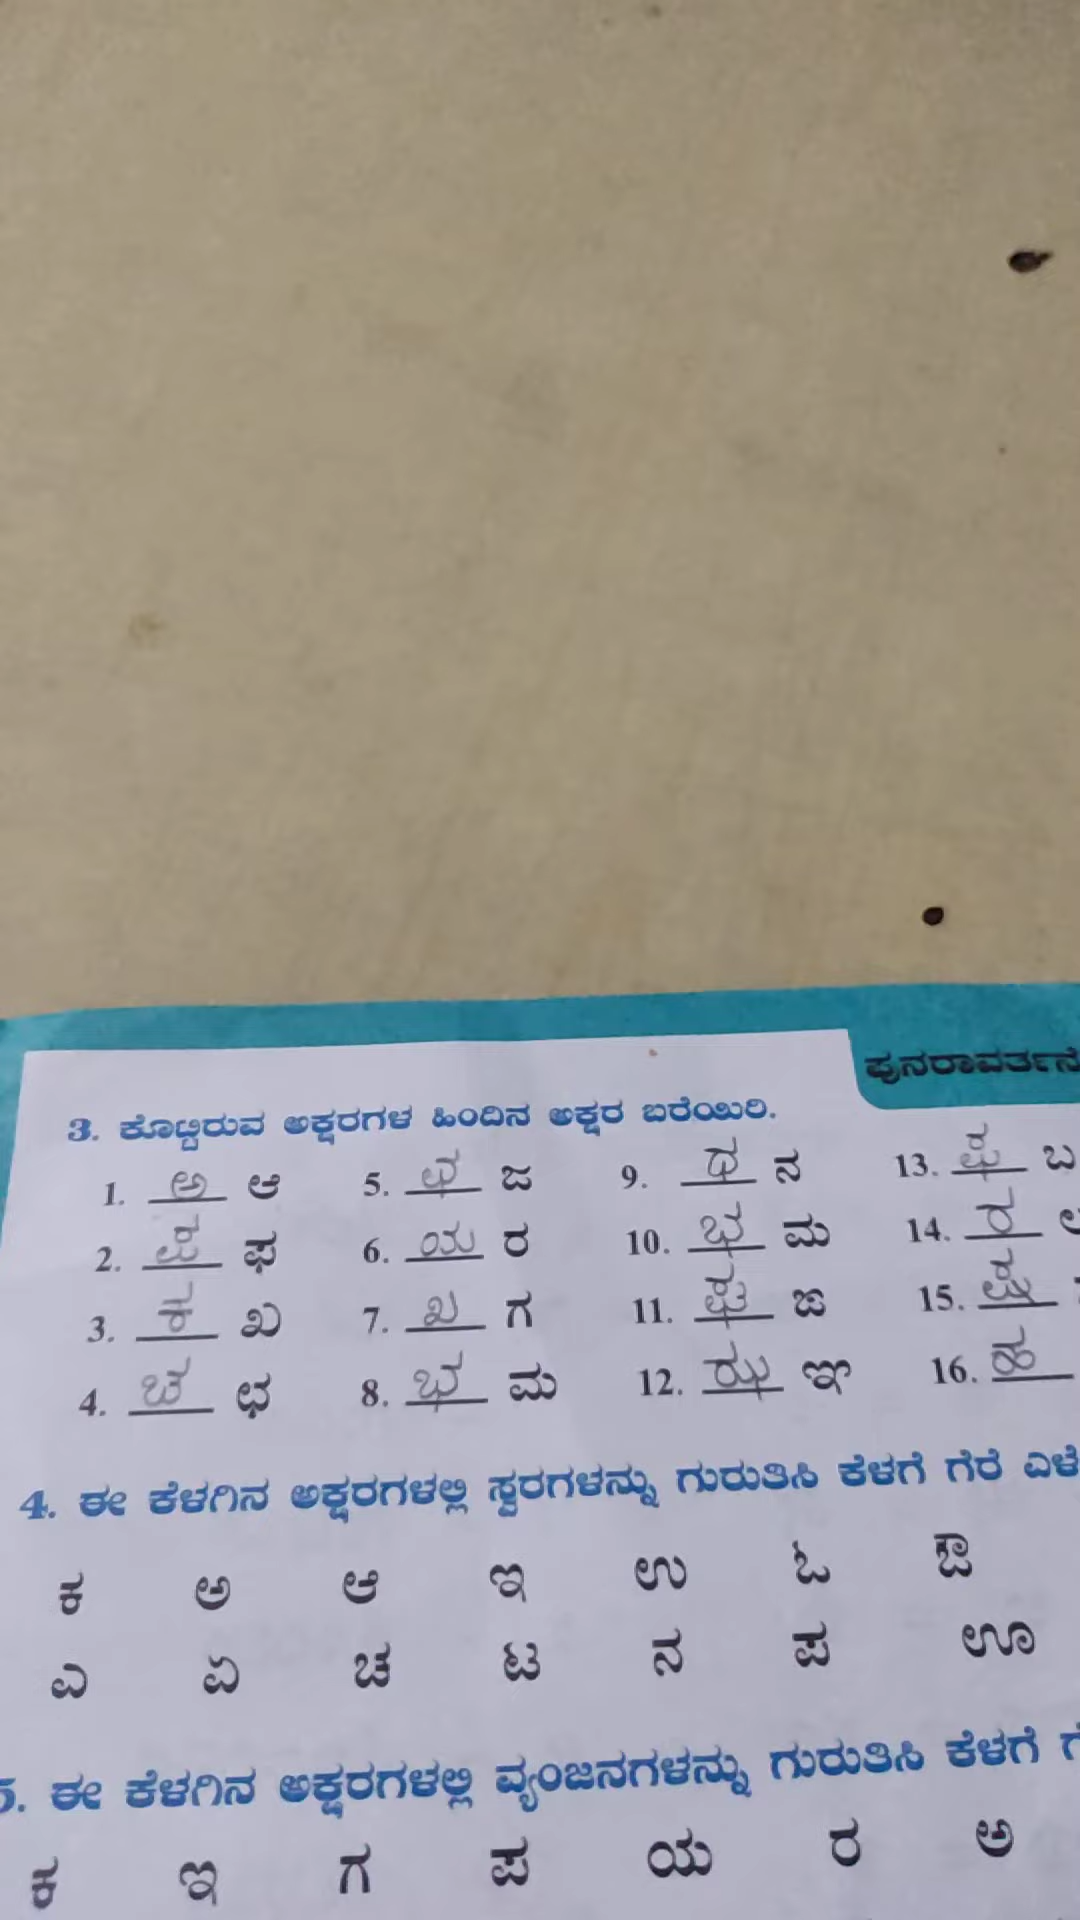 ಪುನರಾವರ್ತನೆ
3. ಕೊಟ್ಟಿರುವ ಅಕ್ಷರಗಳ ಹಿಂದಿನ ಅಕ್ಷರ ಬರೆಯಿರಿ.
1. ಅ ಆ 5. ಛ ಜ 9. ಧ ನ 13. ಫ ಬ
2. ಪ ಫ 6. ಯ ರ 10. ಭ ಮ 14. ರ
3. ಕ ಖ 7. ಖ ಗ 11. ಘ ಙ 15. ಷ
4. ಚ ಛ 8. ಭ ಮ 12. ಝ ಞ 16. ಹ
4. ಈ ಕೆಳಗಿನ ಅಕ್ಷರಗಳಲ್ಲಿ ಸ್ವರಗಳನ್ನು ಗುರುತಿಸಿ ಕೆಳಗೆ ಗೆರೆ ಎಳೆ
ಕ ಅ ಆ ಇ ಉ ಓ ಔ
ಎ ಏ ಚ ಟ ನ ಪ ಊ
5. ಈ ಕೆಳಗಿನ ಅಕ್ಷರಗಳಲ್ಲಿ ವ್ಯಂಜನಗಳನ್ನು ಗುರುತಿಸಿ ಕೆಳಗೆ
ಕ ಇ ಗ ಪ ಯ ರ ಅ